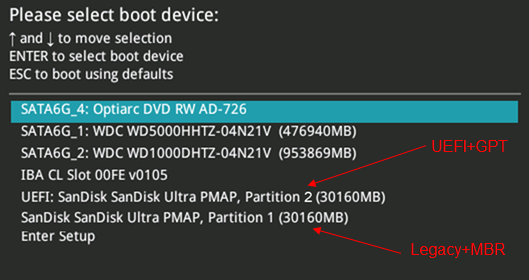 Please select boot device:
↑ and ↓ to move selection
ENTER to select boot device
ESC to boot using defaults
SATA6G_4: Optiarc DVD RW AD-726
SATA6G_1: WDC WD5000HHTZ-04N21V (476940MB)
SATA6G_2: WDC WD1000DHTZ-04N21V (953869MB)
UEFI+GPT
IBA CL Slot 00FE v0105
UEFI: SanDisk SanDisk Ultra PMAP, Partition 2 (30160MB)
SanDisk SanDisk Ultra PMAP, Partition 1 (30160MB)
Enter Setup
Legacy+MBR